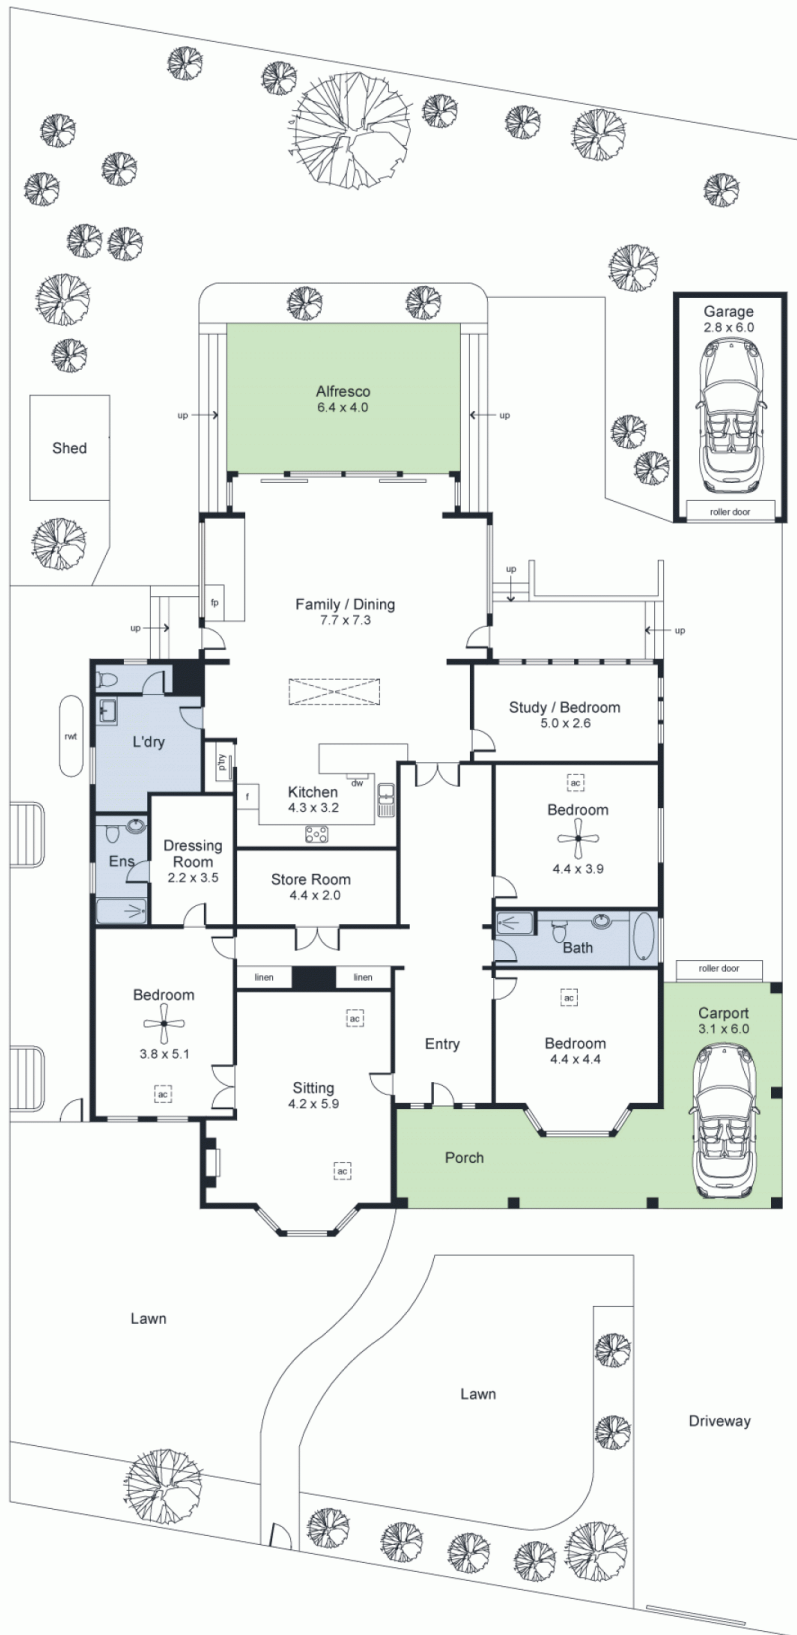 Garage
2.8 x 6.0
Alfresco
6.4 x 4.0
up
up
Shed
roller door
up
fp
Family / Dining
7.7 x 7.3
up
up
Study / Bedroom
5.0 x 2.6
rwt
L'dry
p'try
dw
Kitchen
4.3 x 3.2
f
ac
Bedroom
4.4 x 3.9
Dressing
Room
2.2 x 3.5
Ens
Store Room
4.4 x 2.0
Bath
linen
linen
roller door
Bedroom
3.8 x 5.1
ac
ac
ac
Carport
3.1 x 6.0
Entry
Bedroom
4.4 x 4.4
Sitting
4.2 x 5.9
ac
Porch
Lawn
Lawn
Driveway